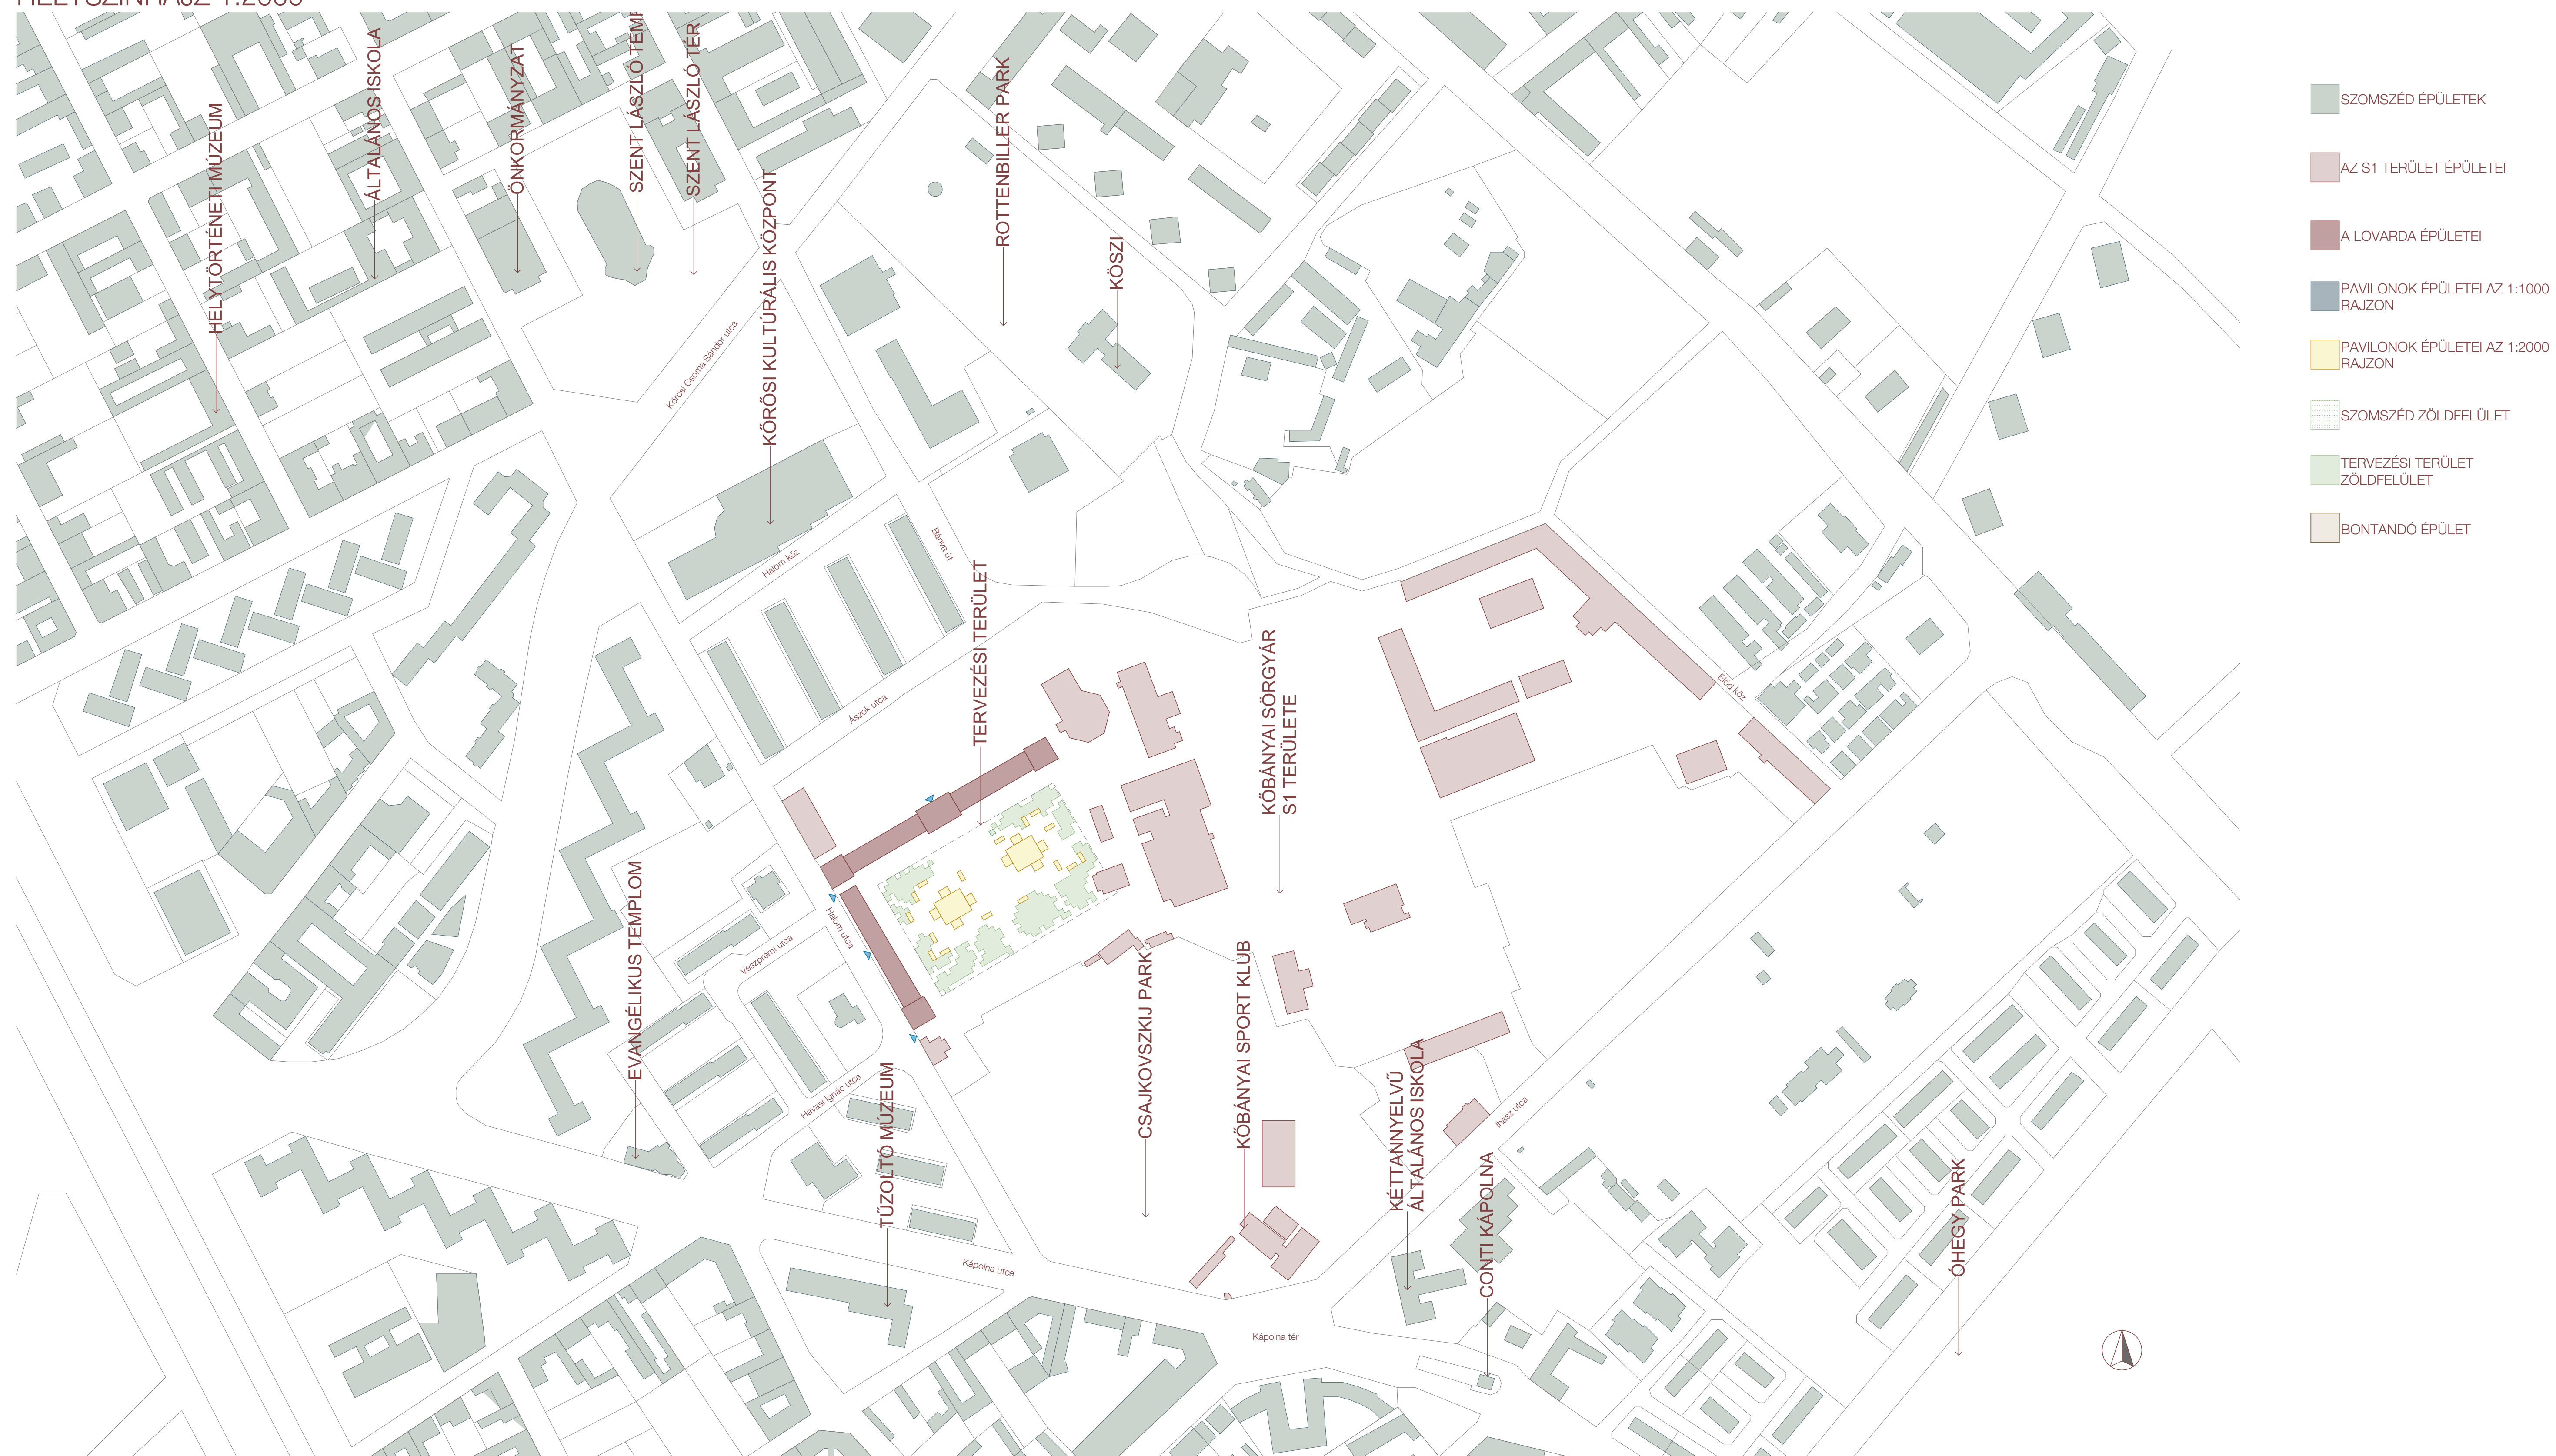 HELYSZÍNRAJZ 1:2000
HELYTÖRTÉNETI MÚZEUM
ÁLTALÁNOS ISKOLA
ÖNKORMÁNYZAT
SZENT LÁSZLÓ TEMP
SZENT LÁSZLÓ TÉR
KŐRÖSI KULTÚRÁLIS KÖZPONT
ROTTENBILLER PARK
KÖSZI
Kőrösi Csoma Sándor utca
Halom köz
Bánya út
TERVEZÉSI TERÜLET
Ászok utca
KŐBÁNYAI SÖRGYÁR
S1 TERÜLETE
Előd köz
EVANGÉLIKUS TEMPLOM
Halom utca
Veszprémi utca
Havasi Ignác utca
TŰZOLTÓ MÚZEUM
CSAJKOVSZKIJ PARK
KŐBÁNYAI SPORT KLUB
KÉTTANNYELVŰ
ÁLTALÁNOS ISKOLA
Ihász utca
CONTI KÁPOLNA
ÓHEGY PARK
Kápolna utca
Kápolna tér
SZOMSZÉD ÉPÜLETEK
AZ S1 TERÜLET ÉPÜLETEI
A LOVARDA ÉPÜLETEI
PAVILONOK ÉPÜLETEI AZ 1:1000
RAJZON
PAVILONOK ÉPÜLETEI AZ 1:2000
RAJZON
SZOMSZÉD ZÖLDFELÜLET
TERVEZÉSI TERÜLET
ZÖLDFELÜLET
BONTANDÓ ÉPÜLET